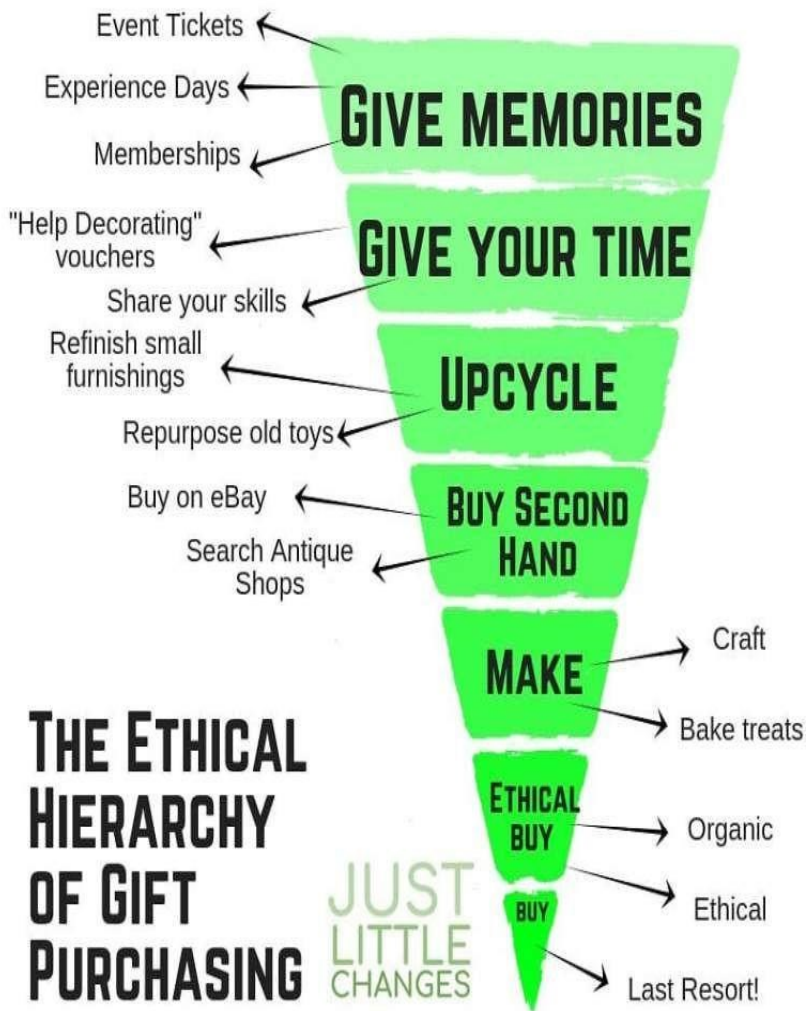 Event Tickets
Experience Days
Memberships
GIVE MEMORIES
"Help Decorating"
vouchers
Share your skills
GIVE YOUR TIME
Refinish small
furnishings
Repurpose old toys
UPCYCLE
Buy on eBay
Search Antique
Shops
BUY SECOND
HAND
MAKE
Craft
Bake treats
ETHICAL
BUY
Organic
Ethical
BUY
Last Resort!
THE ETHICAL
HIERARCHY
OF GIFT
PURCHASING
JUST
LITTLE
CHANGES